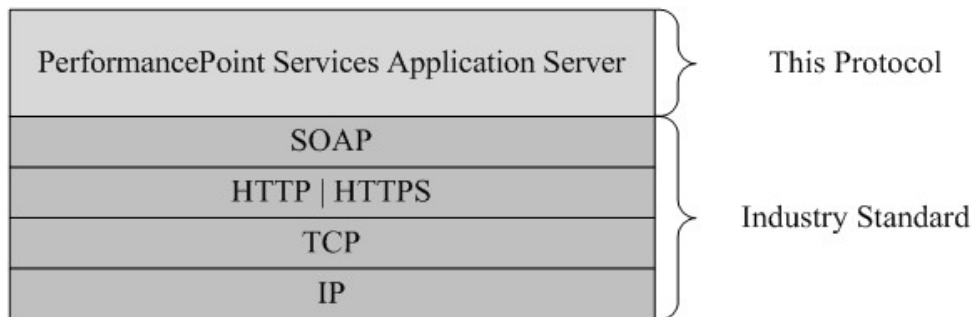 PerformancePoint Services Application Server
This Protocol
SOAP
HTTP | HTTPS
TCP
IP
Industry Standard